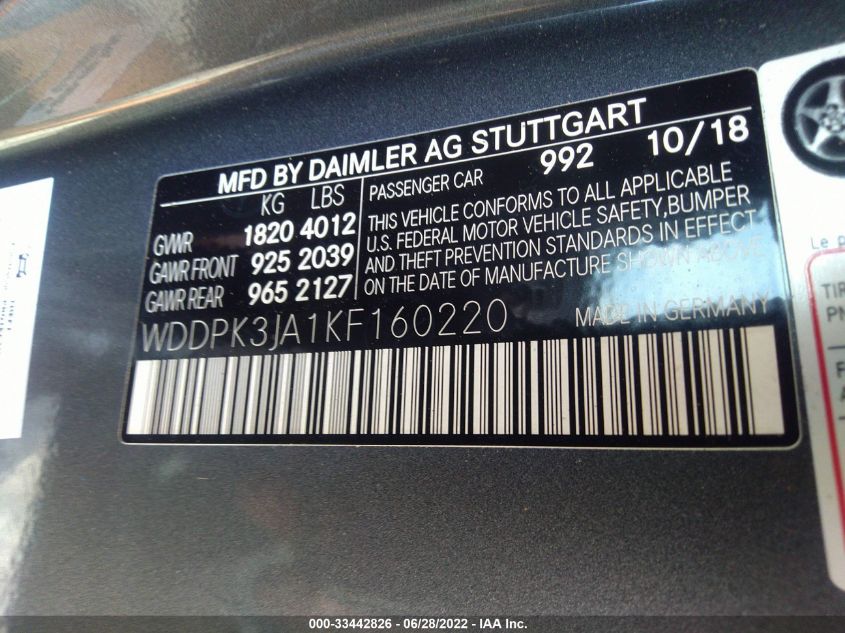 MFD BY DAIMLER AG STUTTGART
KG LBS
GVWR 1820 4012
GAWR FRONT 925 2039
GAWR REAR 965 2127
992 10/18
PASSENGER CAR
THIS VEHICLE CONFORMS TO ALL APPLICABLE
U.S. FEDERAL MOTOR VEHICLE SAFETY,BUMPER
AND THEFT PREVENTION STANDARDS IN EFFECT
ON THE DATE OF MANUFACTURE SHOWN ABOVE
WDDPK3JA1KF160220
MADE IN GERMANY
Le p
TIR
PN
000-33442826 - 06/28/2022 - IAA Inc.